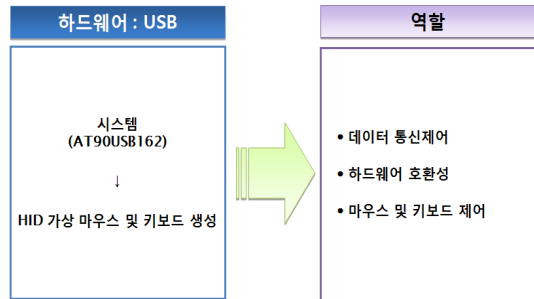 하드웨어 : USB
시스템
(AT90USB162)
↓
HID 가상 마우스 및 키보드 생성
역할
• 데이터 통신제어
• 하드웨어 호환성
• 마우스 및 키보드 제어